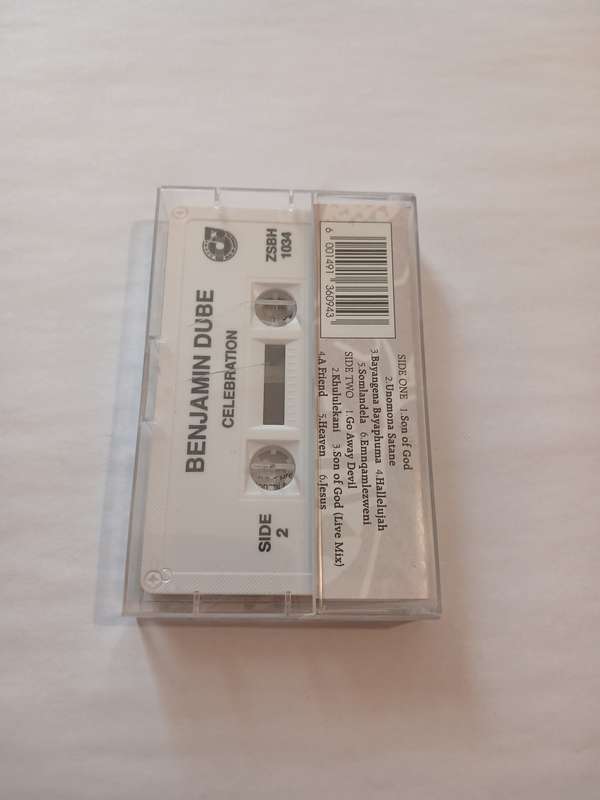 BENJAMIN DUBE
CELEBRATION
ZSBH
1034
SIDE
2
6 001491 360943
SIDE ONE 1.Son of God
2.Unomona Satane
3.Bayangena Bayaphuma 4.Hallelujah
5.Somlandela 6.Emnqamlezweni
SIDE TWO 1.Go Away Devil
2.Khululekani 3 Son of God (Live Mix)
4.A Friend 5.Heaven 6.Jesus